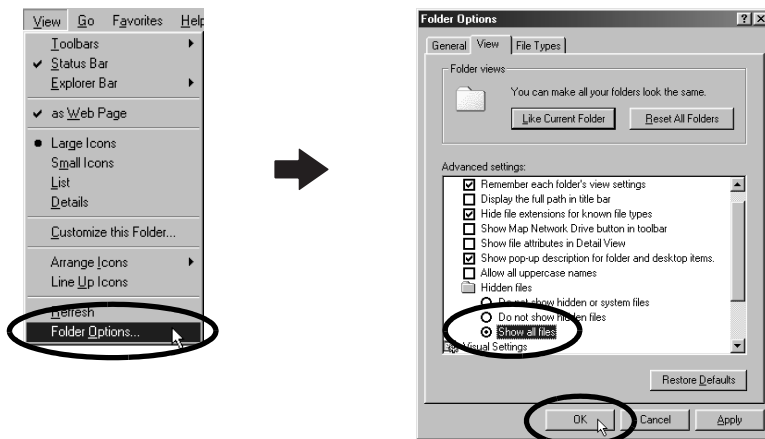 View Go Favorites Help
Toolbars
Status Bar
Explorer Bar
as Web Page
Large Icons
Small Icons
List
Details
Customize this Folder...
Arrange Icons
Line Up Icons
Refresh
Folder Options...
Folder Options
General View File Types
Folder views
You can make all your folders look the same.
Like Current Folder Reset All Folders
Advanced settings:
Remember each folder's view settings
Display the full path in title bar
Hide file extensions for known file types
Show Map Network Drive button in toolbar
Show file attributes in Detail View
Show pop-up description for folder and desktop items.
Allow all uppercase names
Hidden files
Do not show hidden or system files
Do not show hidden files
Show all files
Visual Settings
Restore Defaults
OK Cancel Apply